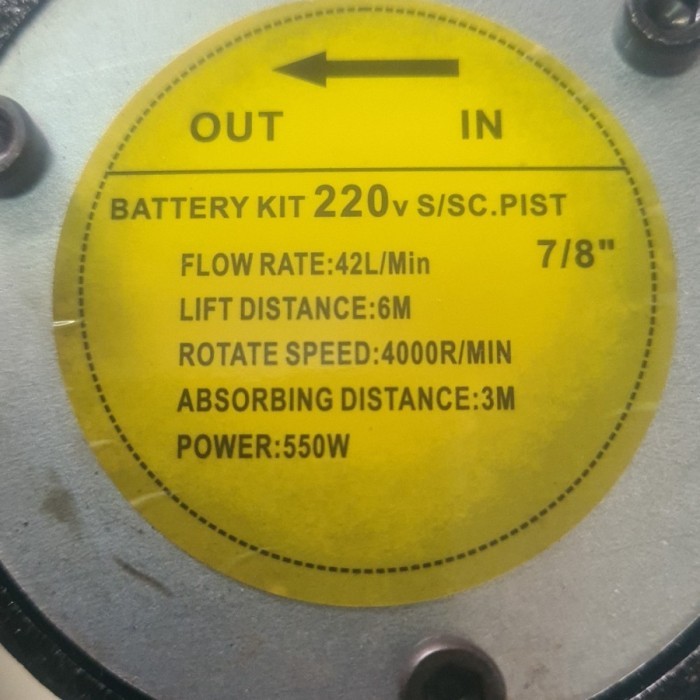 OUT IN
BATTERY KIT 220v S/SC.PIST
7/8"
FLOW RATE:42L/Min
LIFT DISTANCE:6M
ROTATE SPEED:4000R/MIN
ABSORBING DISTANCE:3M
POWER:550W